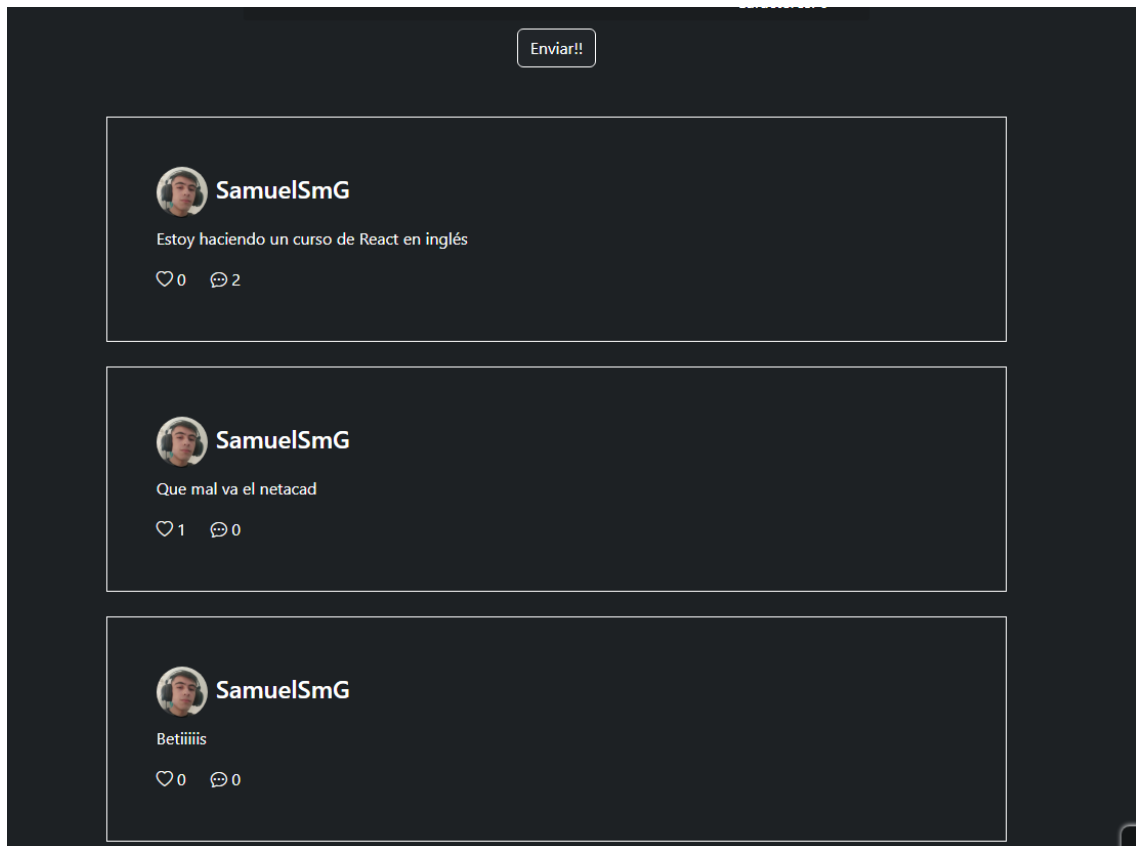 Enviar!!
SamuelSmG
Estoy haciendo un curso de React en inglés
0 2
SamuelSmG
Que mal va el netacad
1 0
SamuelSmG
Betiiiiis
0 0